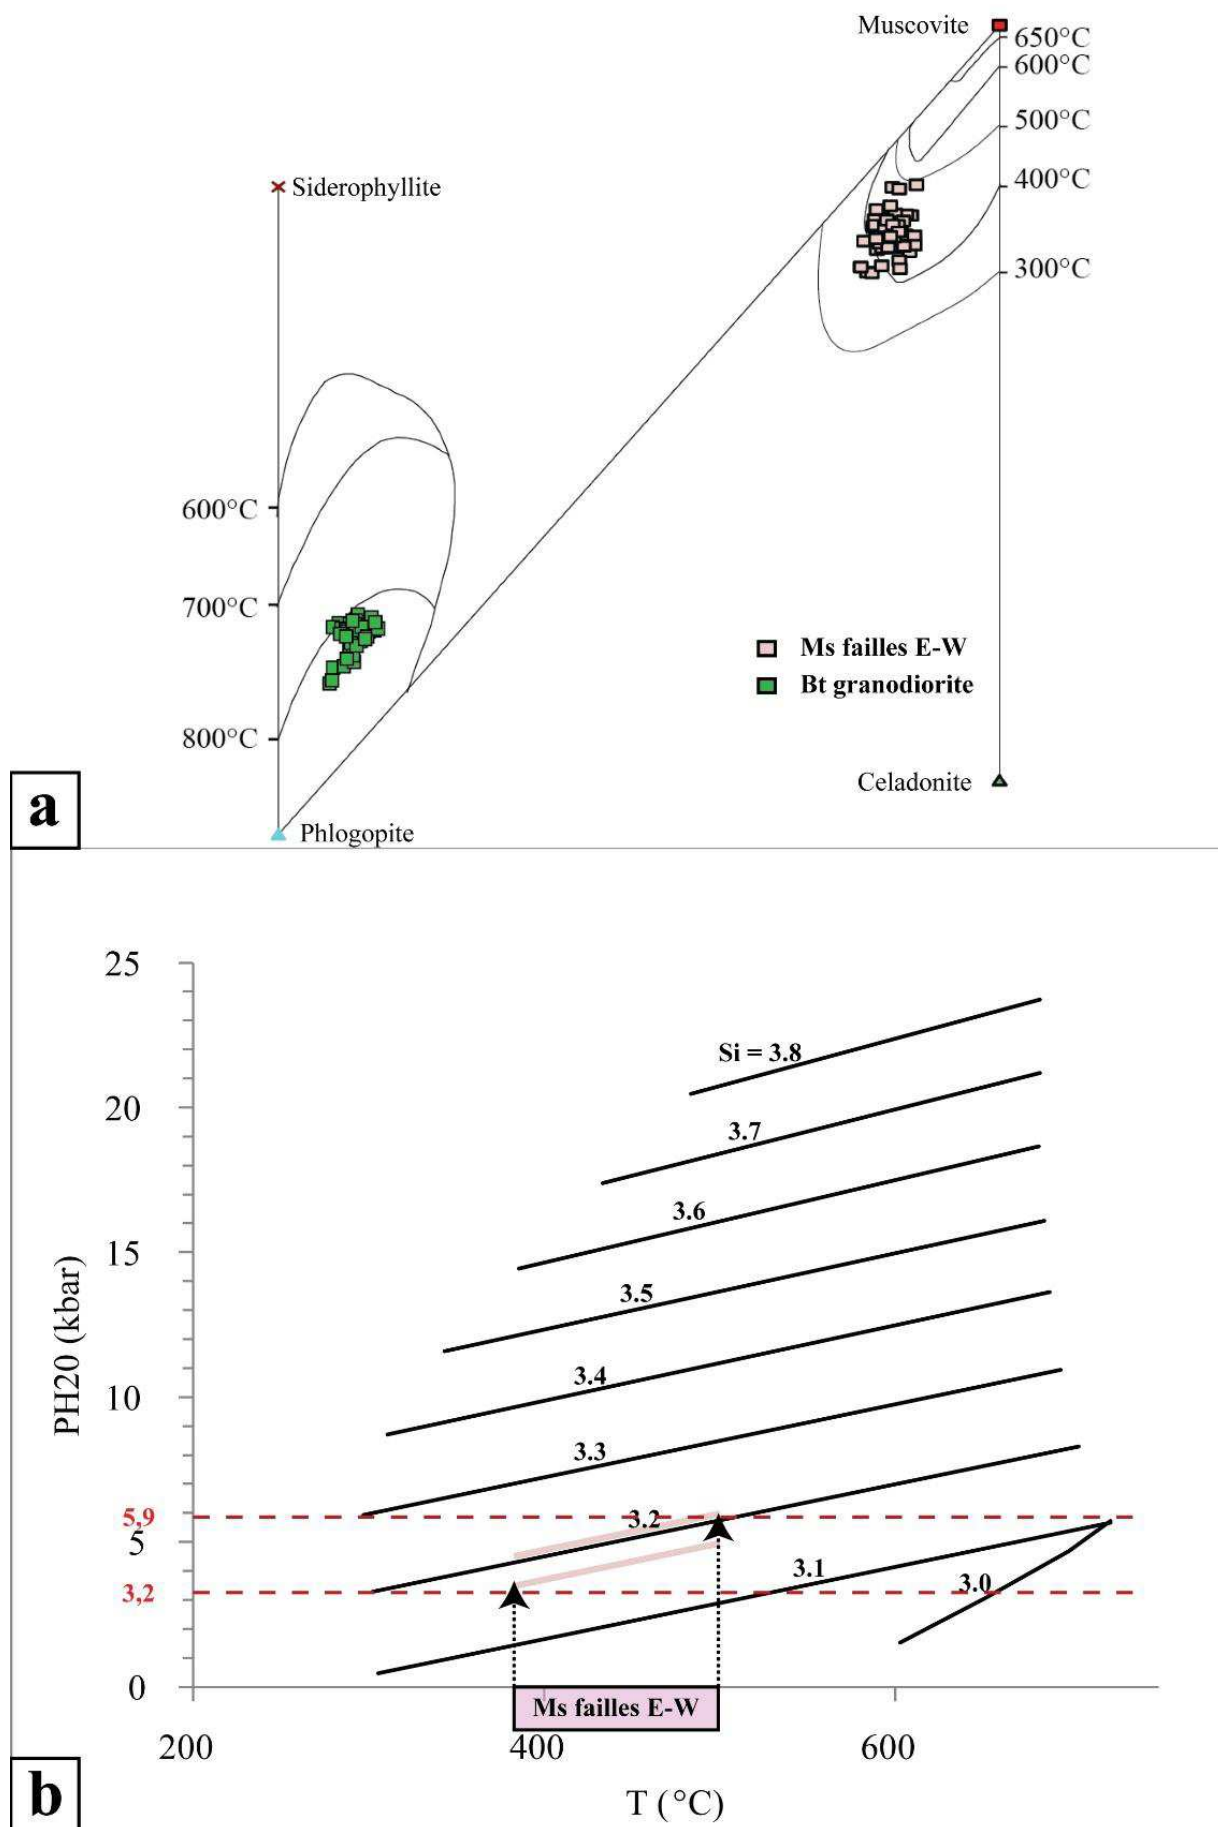 Muscovite
650°C
600°C
500°C
400°C
300°C
Siderophyllite
600°C
700°C
800°C
Ms failles E-W
Bt granodiorite
Celadonite
Phlogopite
a
25
20
15
10
5,9
5
3,2
0
PH20 (kbar)
Si = 3.8
3.7
3.6
3.5
3.4
3.3
3.2
3.1
3.0
Ms failles E-W
200
400
600
T (°C)
b